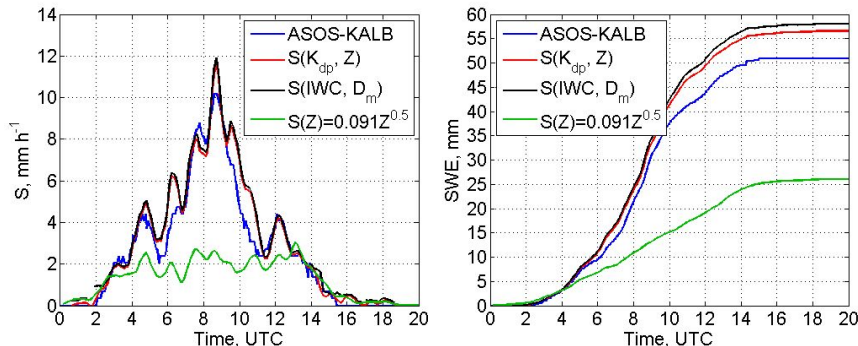 14
12
10
8
6
4
2
0
S, mm h⁻¹
0 2 4 6 8 10 12 14 16 18 20
Time, UTC
ASOS-KALB
S(K_dp, Z)
S(IWC, D_m)
S(Z)=0.091Z^0.5
60
55
50
45
40
35
30
25
20
15
10
5
0
SWE, mm
0 2 4 6 8 10 12 14 16 18 20
Time, UTC
ASOS-KALB
S(K_dp, Z)
S(IWC, D_m)
S(Z)=0.091Z^0.5